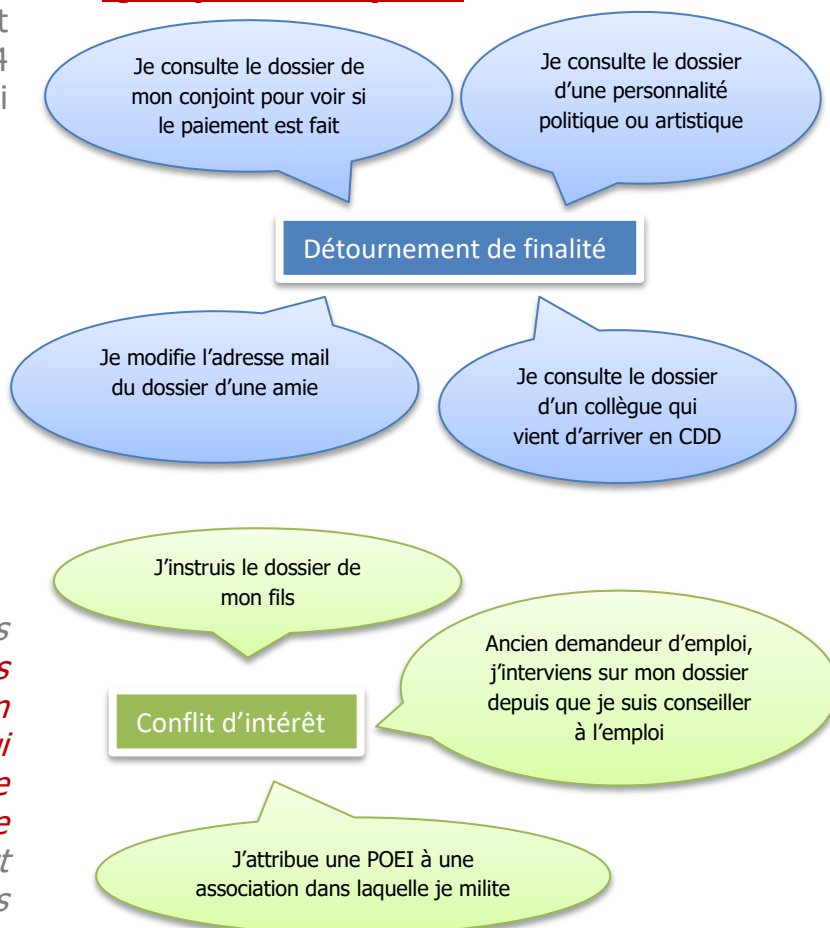 Je consulte le dossier de
mon conjoint pour voir si
le paiement est fait
Je consulte le dossier
d'une personnalité
politique ou artistique
Détournement de finalité
Je modifie l'adresse mail
du dossier d'une amie
Je consulte le dossier
d'un collègue qui
vient d'arriver en CDD
J'instruis le dossier de
mon fils
Ancien demandeur d'emploi,
j'interviens sur mon dossier
depuis que je suis conseiller
à l'emploi
Conflit d'intérêt
J'attribue une POEI à une
association dans laquelle je milite